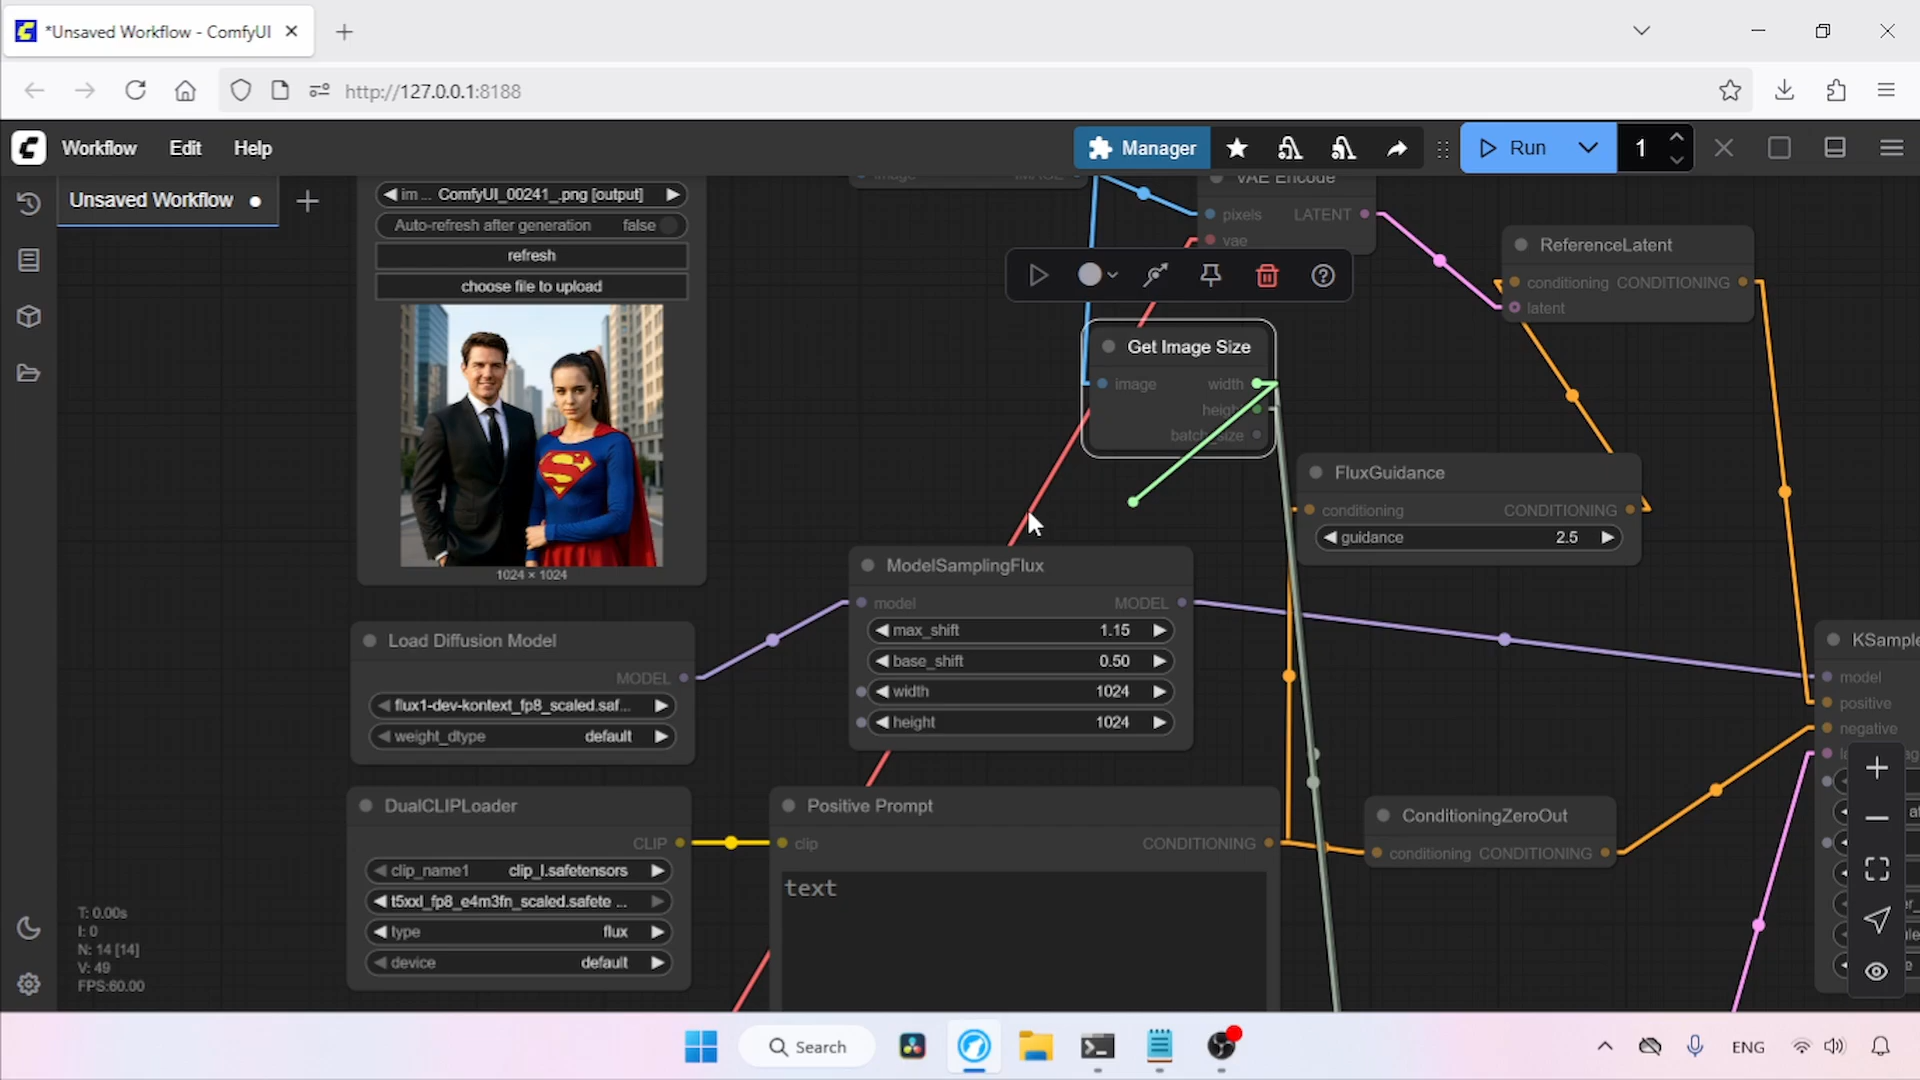 *Unsaved Workflow - ComfyUI
http://127.0.0.1:8188
Workflow
Edit
Help
Manager
Run
1
Unsaved Workflow
im ... ComfyUI_00241_.png [output]
Auto-refresh after generation false
refresh
choose file to upload
1024 × 1024
image IMAGE
VAE Encode
pixels LATENT
vae
ReferenceLatent
conditioning CONDITIONING
latent
Get Image Size
image width
height
batch_size
FluxGuidance
conditioning CONDITIONING
guidance 2.5
ModelSamplingFlux
model MODEL
max_shift 1.15
base_shift 0.50
width 1024
height 1024
Load Diffusion Model
MODEL
flux1-dev-kontext_fp8_scaled.saf...
weight_dtype default
DualCLIPLoader
CLIP
clip_name1 clip_l.safetensors
t5xxl_fp8_e4m3fn_scaled.safete ...
type flux
device default
Positive Prompt
clip CONDITIONING
text
ConditioningZeroOut
conditioning CONDITIONING
KSample
model
positive
negative
T: 0.00s
I: 0
N: 14 [14]
V: 49
FPS:60.00
Search
ENG